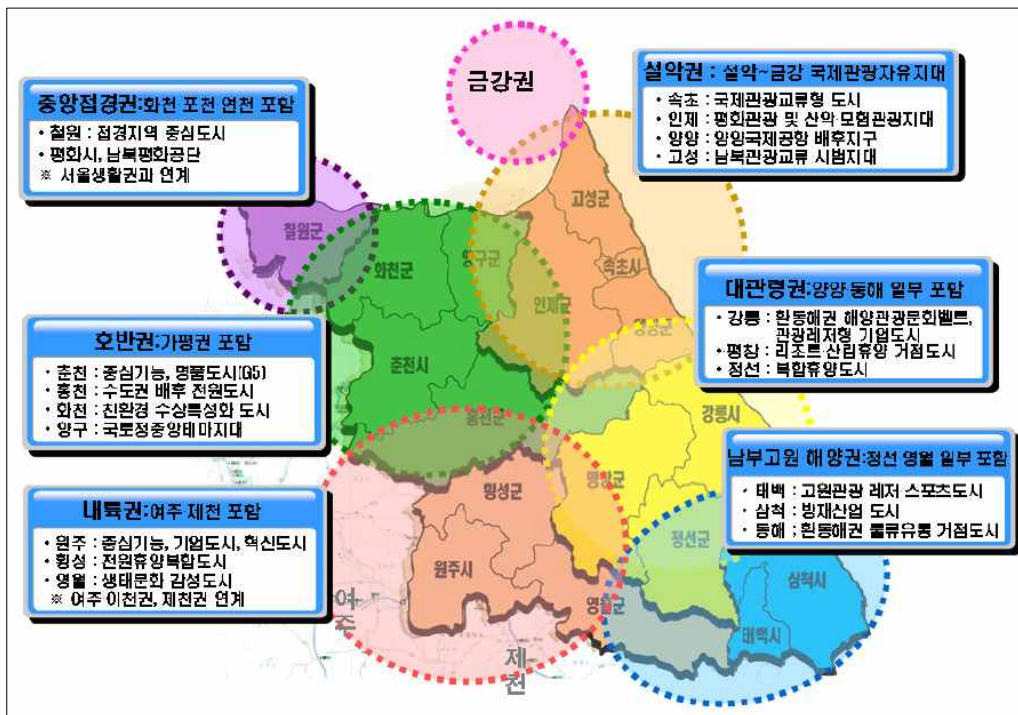 금강권
중앙접경권:화천 포천 연천 포함
• 철원 : 접경지역 중심도시
• 평화시, 남북평화공단
※ 서울생활권과 연계
설악권 : 설악~금강 국제관광자유지대
• 속초 : 국제관광교류형 도시
• 인제 : 평화관광 및 산악·모험관광지대
• 양양 : 양양국제공항 배후지구
• 고성 : 남북관광교류 시범지대
호반권:가평권 포함
• 춘천 : 중심기능, 명품도시(G5)
• 홍천 : 수도권 배후 전원도시
• 화천 : 친환경 수상특성화 도시
• 양구 : 국토정중앙테마지대
대관령권:양양 동해 일부 포함
• 강릉 : 환동해권 해양관광문화벨트,
관광레저형 기업도시
• 평창 : 리조트·산림휴양 거점도시
• 정선 : 복합휴양도시
내륙권:여주 제천 포함
• 원주 : 중심기능, 기업도시, 혁신도시
• 횡성 : 전원휴양복합도시
• 영월 : 생태문화 감성도시
※ 여주 이천권, 제천권 연계
남부고원 해양권:정선 영월 일부 포함
• 태백 : 고원관광 레저 스포츠도시
• 삼척 : 방재산업 도시
• 동해 ; 환동해권 물류유통 거점도시
철원군
화천군
양구군
고성군
속초시
인제군
양양군
춘천시
홍천군
강릉시
횡성군
평창군
원주시
정선군
영월군
삼척시
태백시
여주
제천